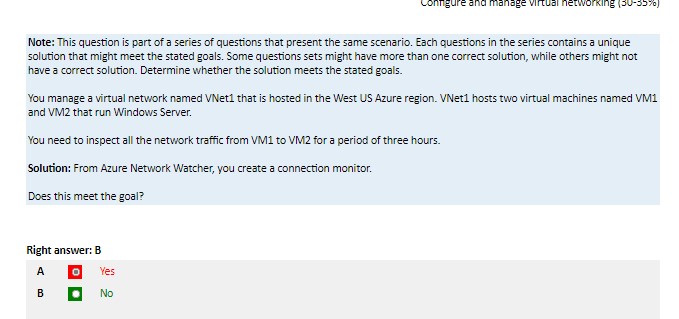 Configure and manage virtual networking (30-35%)
Note: This question is part of a series of questions that present the same scenario. Each questions in the series contains a unique
solution that might meet the stated goals. Some questions sets might have more than one correct solution, while others might not
have a correct solution. Determine whether the solution meets the stated goals.
You manage a virtual network named VNet1 that is hosted in the West US Azure region. VNet1 hosts two virtual machines named VM1
and VM2 that run Windows Server.
You need to inspect all the network traffic from VM1 to VM2 for a period of three hours.
Solution: From Azure Network Watcher, you create a connection monitor.
Does this meet the goal?
Right answer: B
A Yes
B No